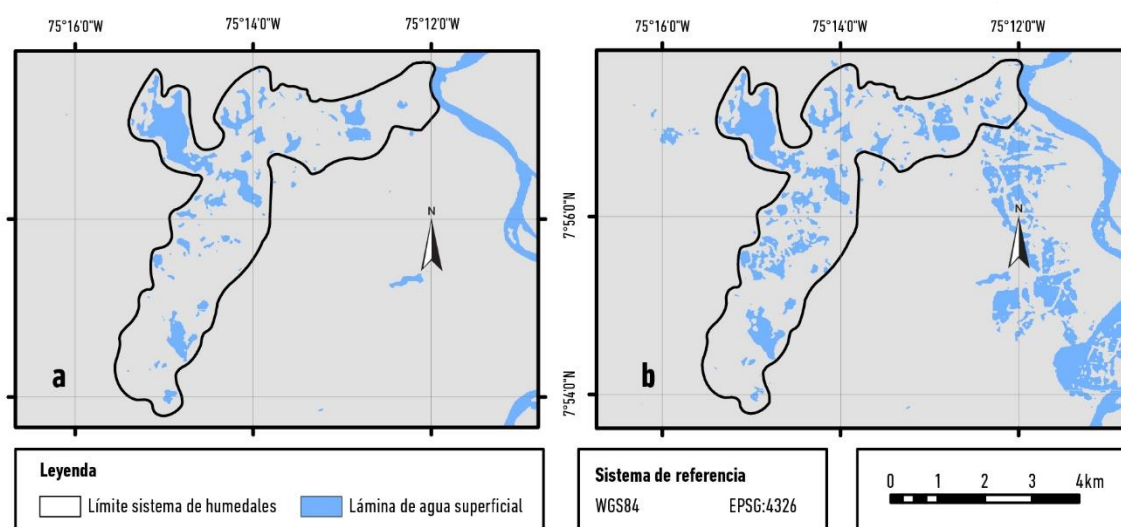 75°16'0"W 75°14'0"W 75°12'0"W
75°16'0"W 75°14'0"W 75°12'0"W
N
a
7°56'0"N
7°54'0"N
N
b
Leyenda
Límite sistema de humedales Lámina de agua superficial
Sistema de referencia
WGS84 EPSG:4326
0 1 2 3 4km